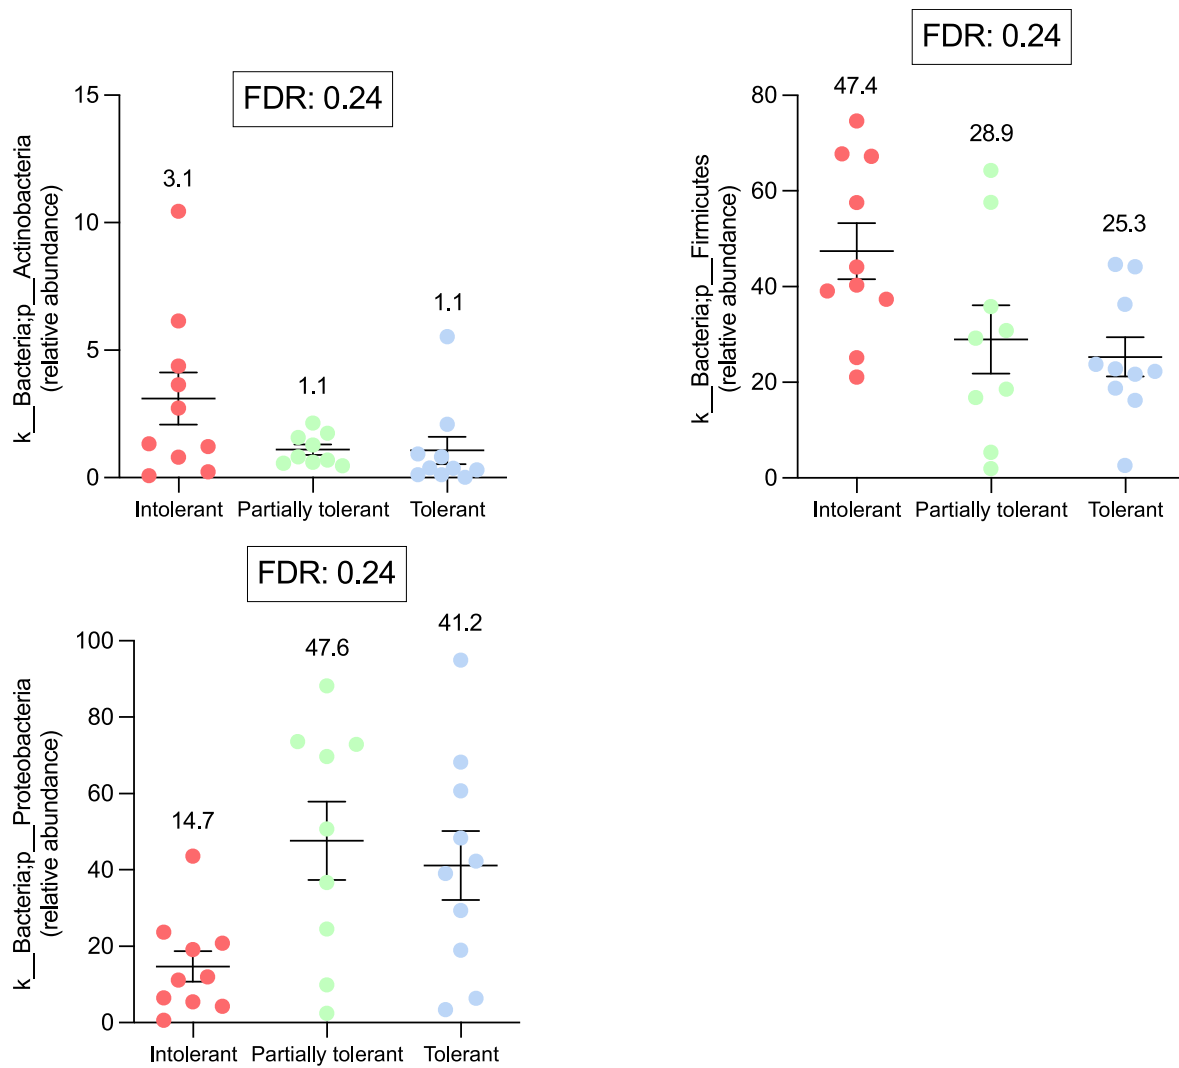 FDR: 0.24
k__Bacteria;p__Actinobacteria
(relative abundance)
15
10
5
0
3.1
1.1
1.1
Intolerant Partially tolerant Tolerant
FDR: 0.24
k__Bacteria;p__Firmicutes
(relative abundance)
80
60
40
20
0
47.4
28.9
25.3
Intolerant Partially tolerant Tolerant
FDR: 0.24
k__Bacteria;p__Proteobacteria
(relative abundance)
100
80
60
40
20
0
14.7
47.6
41.2
Intolerant Partially tolerant Tolerant